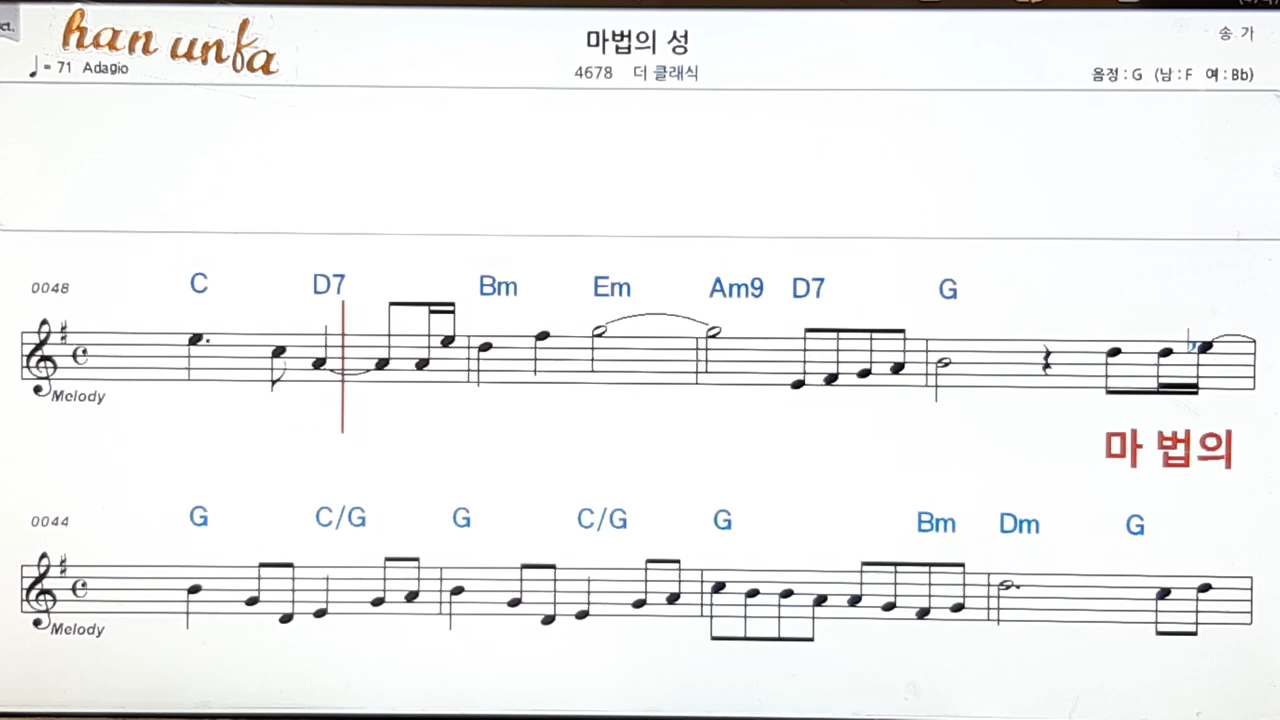 ct.
han unfa
마법의 성
송 가
♩ = 71 Adagio
4678 더 클래식
음정 : G (남 : F 여 : Bb)
0048
C D7 Bm Em Am9 D7 G
Melody
마 법의
0044
G C/G G C/G G Bm Dm G
Melody